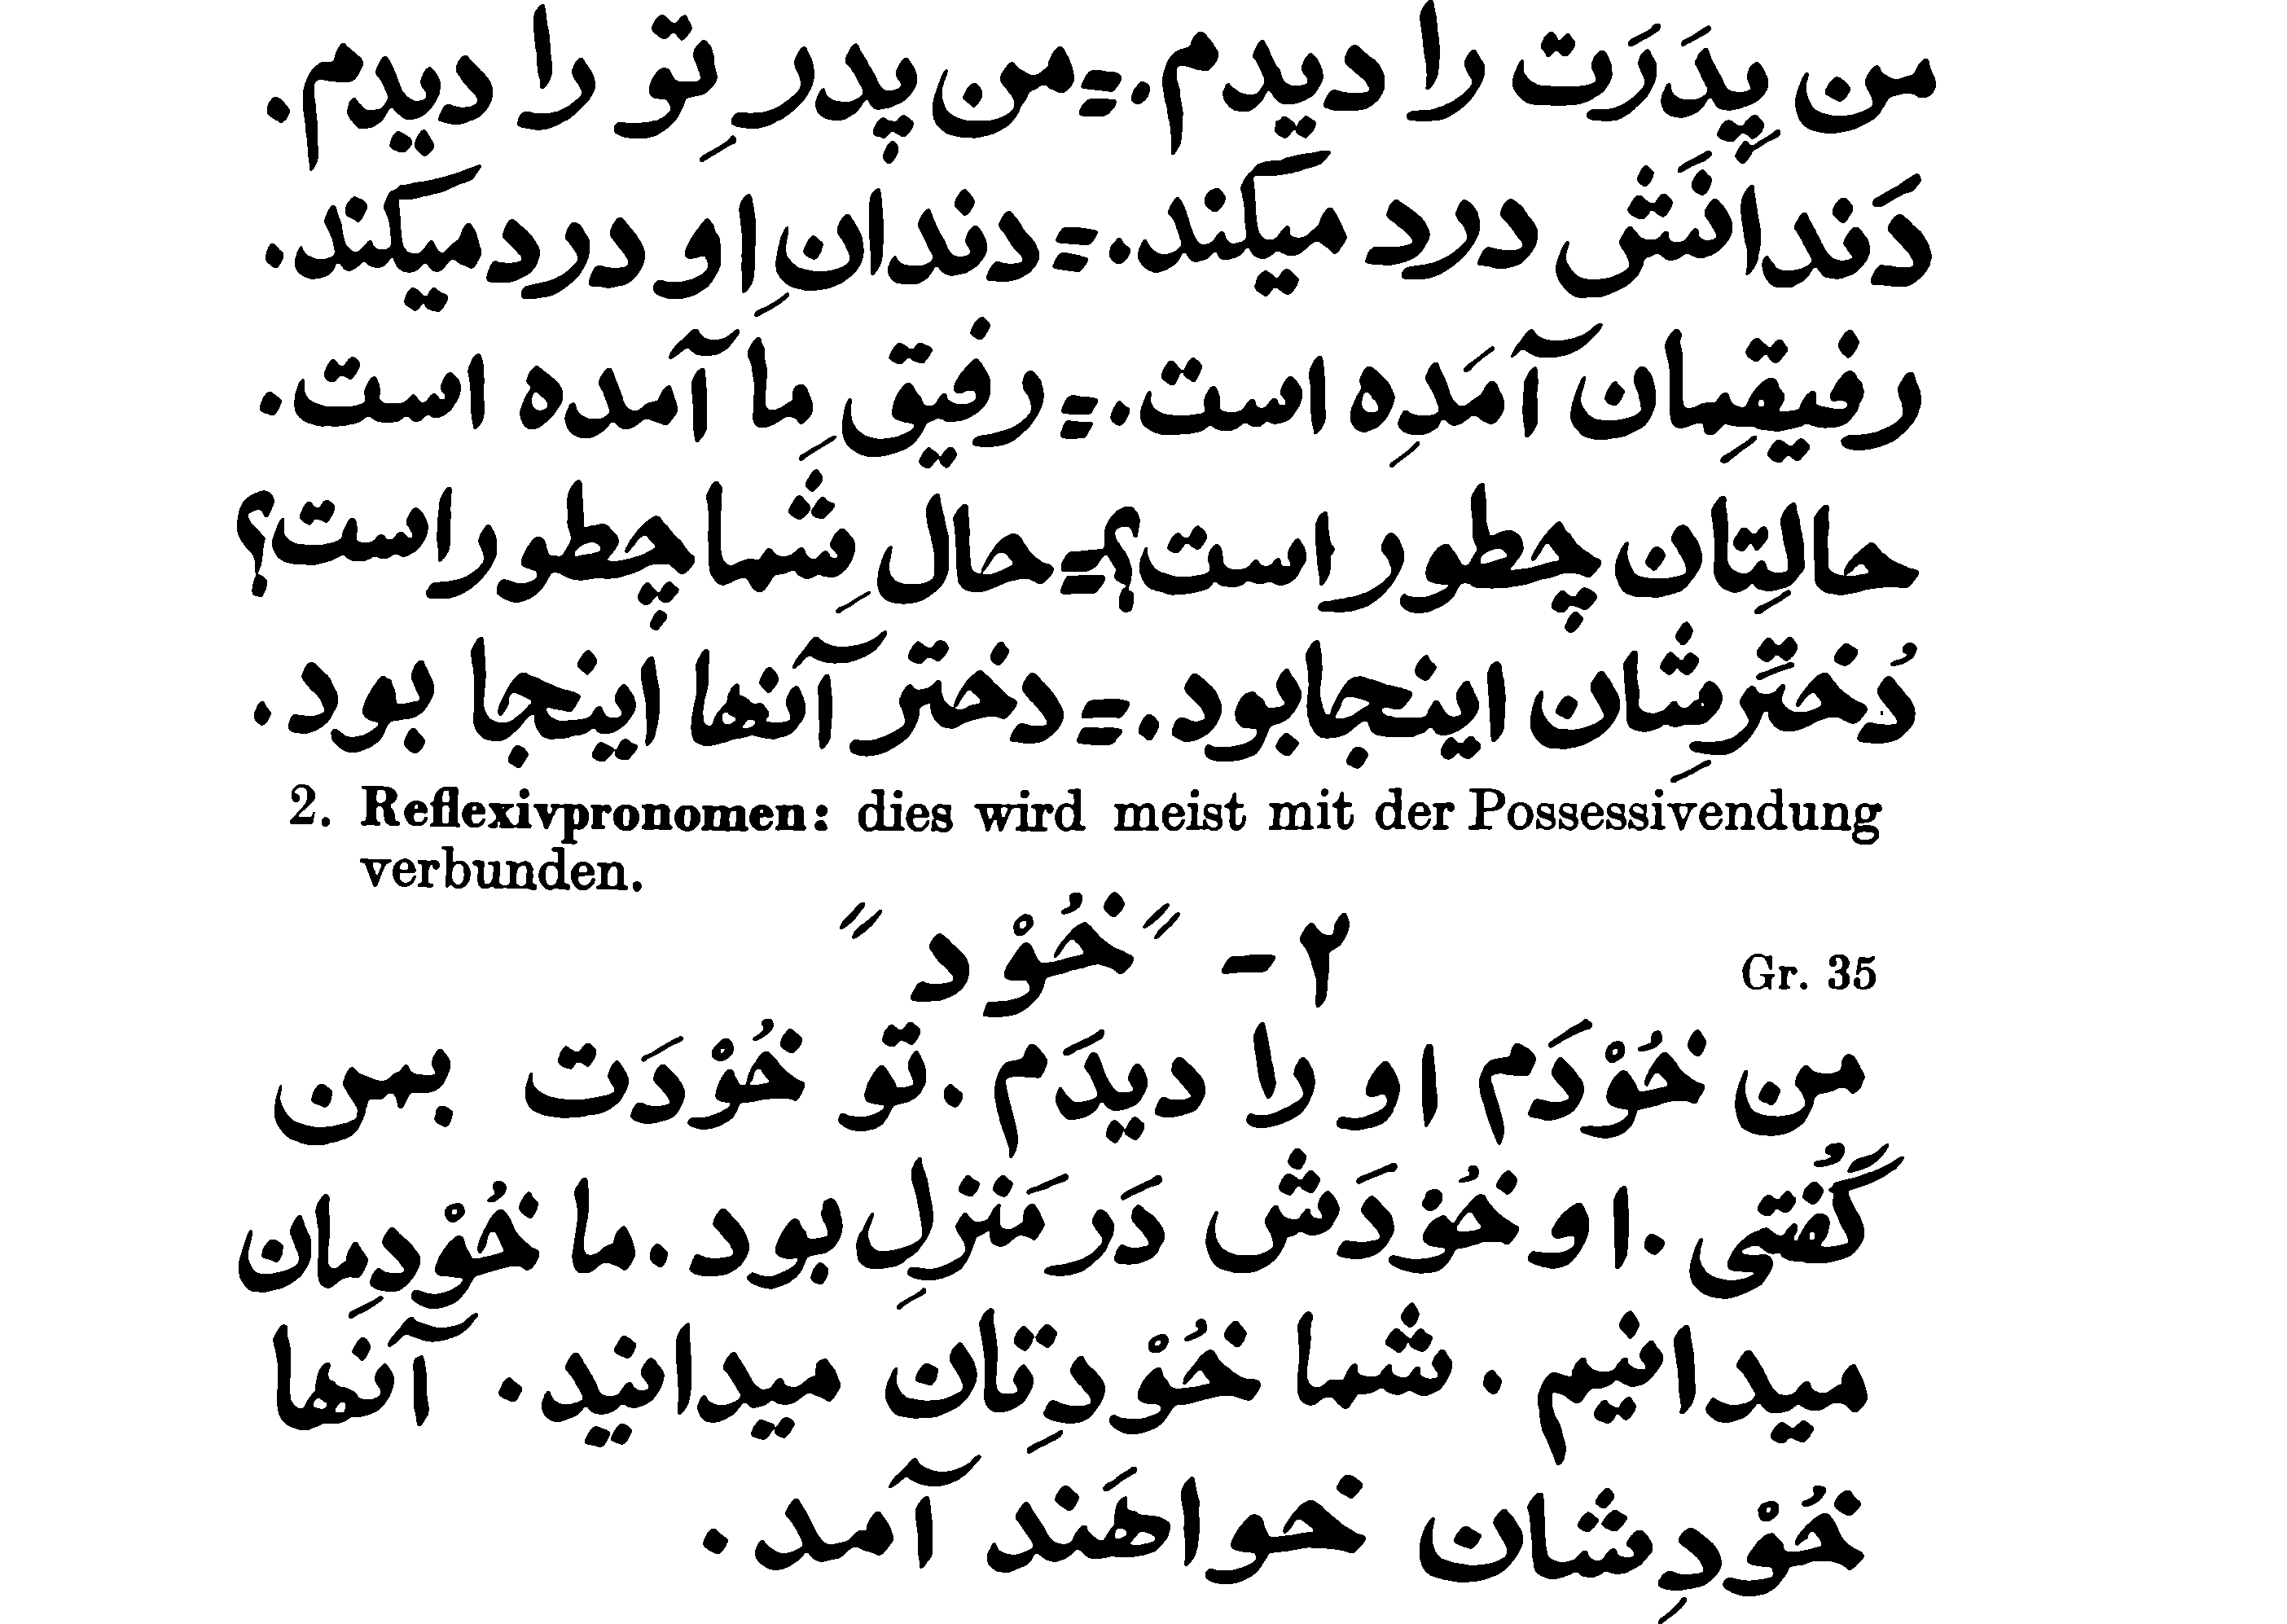 من پِدَرَت را دیدم .= من پدرِ تو را دیدم .
دَندانَش درد میکند .= دندانِ او درد میکند .
رفیقِمان آمَدِه است .= رفیقِ ما آمده است .
حالِتان چطور است؟ = حالِ شما چطور است؟
دُختَرِشان اینجا بود .= دختر آنها اینجا بود .
2. Reflexivpronomen: dies wird meist mit der Possessivendung
verbunden.
Gr. 35 ۲ – "خُوْد"
من خُوْدَم او را دیدَم . تو خُوْدَت بمن
گُفتی . او خُوْدَش دَر مَنزِل بود . ما خُوْدِمان
میدانیم . شما خُوْدِتان میدانید . آنها
خُوْدِشان خواهَند آمد .